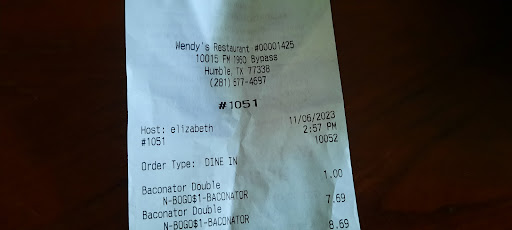 Wendy's Restaurant #00001425
10015 FM 1960 Bypass
Humble, TX 77338
(281) 577-4697
#1051
Host: elizabeth 11/06/2023
#1051 2:57 PM
10052
Order Type: DINE IN
Baconator Double 1.00
N-BOGO$1-BACONATOR
Baconator Double 7.69
N-BOGO$1-BACONATOR
8.69